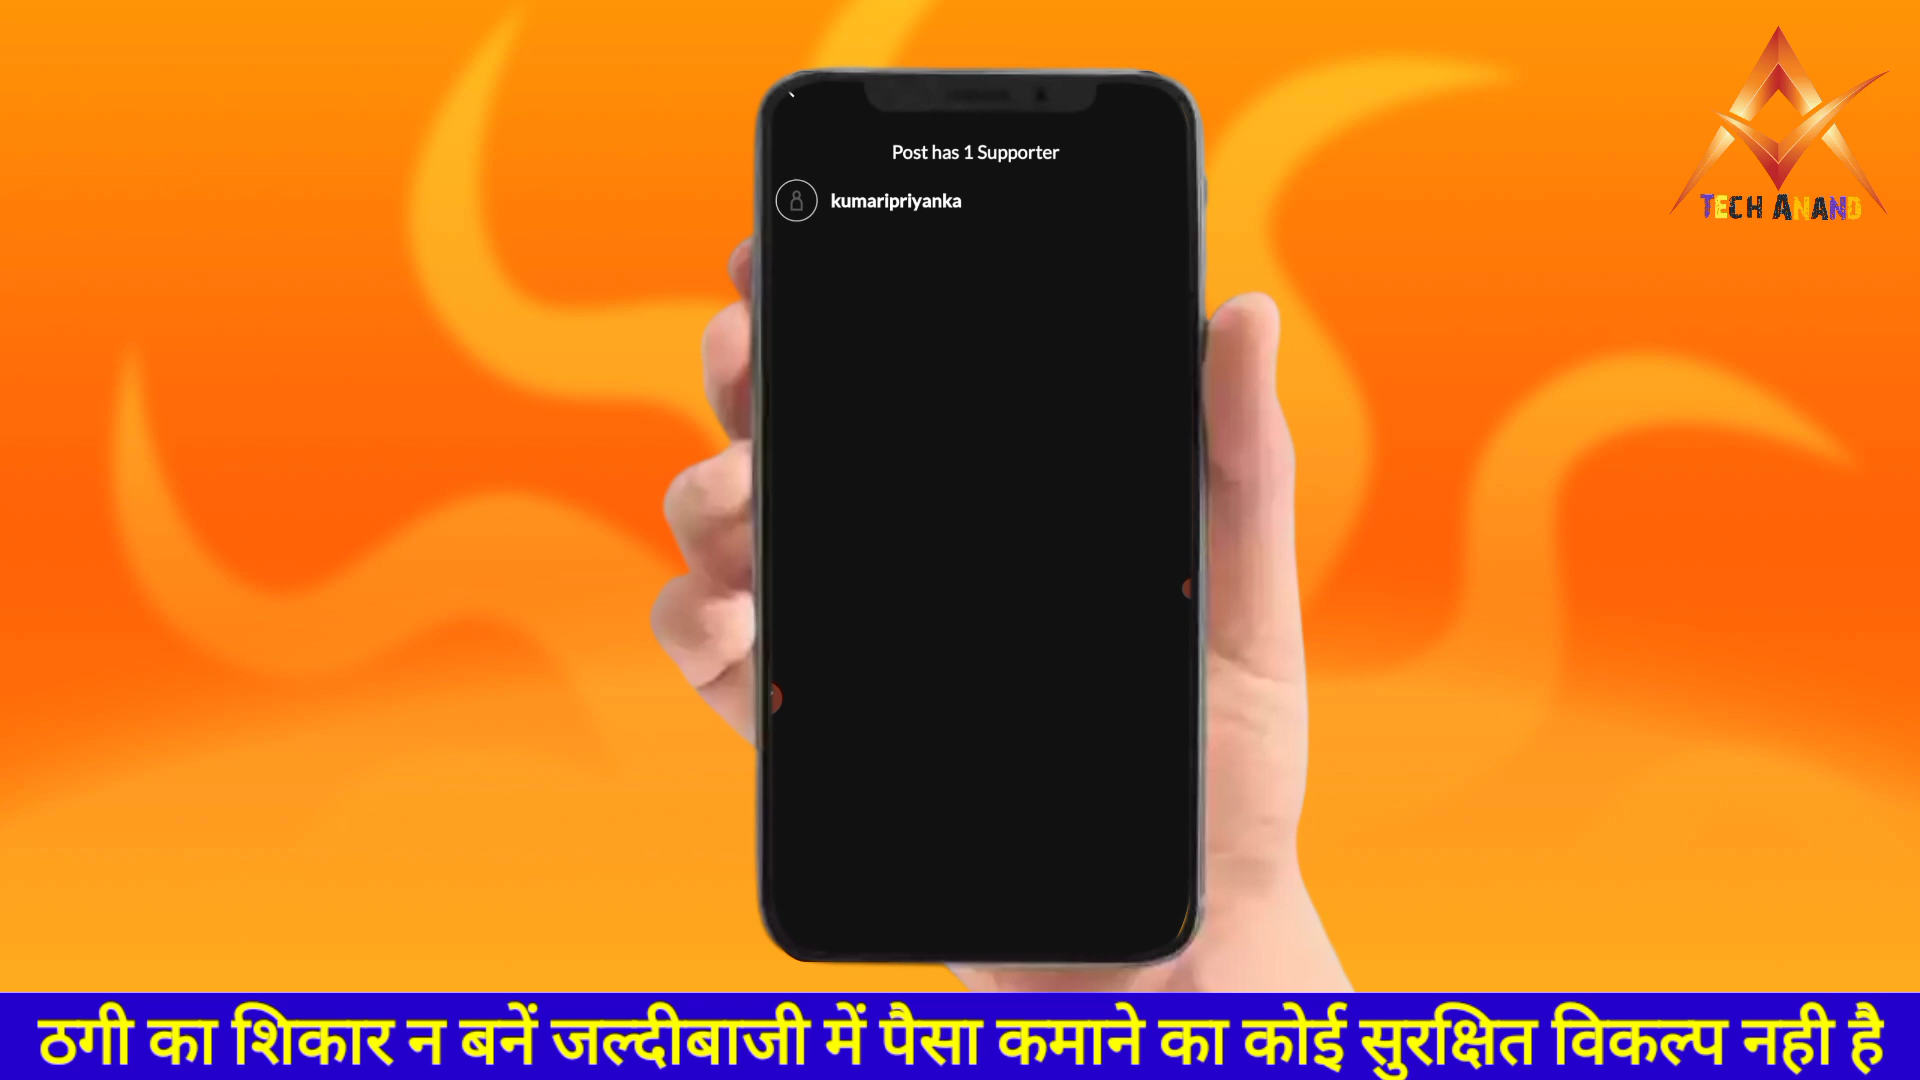 TECH ANAND
Post has 1 Supporter
kumaripriyanka
ठगी का शिकार न बनें जल्दीबाजी में पैसा कमाने का कोई सुरक्षित विकल्प नही है